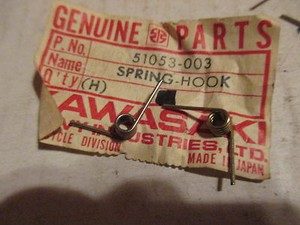 GENUINE PARTS
P. No. 51053-003
Name SPRING-HOOK
Q'ty (H)
KAWASAKI
INDUSTRIES, LTD.
CYCLE DIVISION MADE IN JAPAN